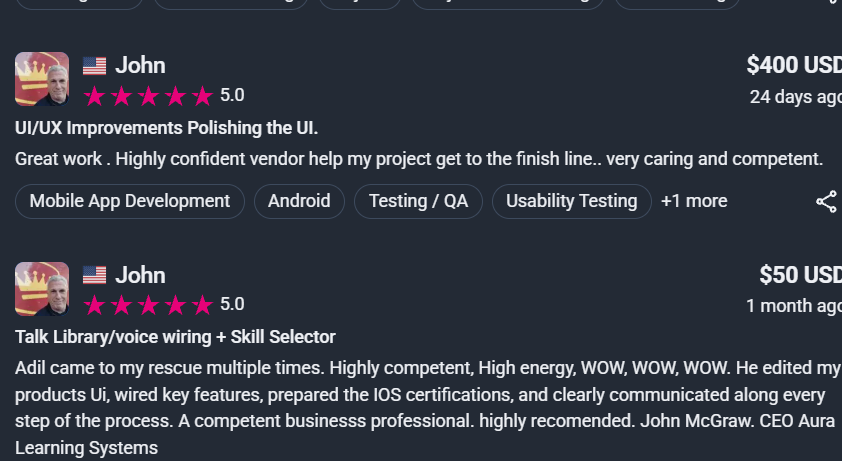 John
$400 USD
5.0
24 days ago
UI/UX Improvements Polishing the UI.
Great work . Highly confident vendor help my project get to the finish line.. very caring and competent.
Mobile App Development Android Testing / QA Usability Testing +1 more
John
$50 USD
5.0
1 month ago
Talk Library/voice wiring + Skill Selector
Adil came to my rescue multiple times. Highly competent, High energy, WOW, WOW, WOW. He edited my
products Ui, wired key features, prepared the IOS certifications, and clearly communicated along every
step of the process. A competent businesss professional. highly recomended. John McGraw. CEO Aura
Learning Systems